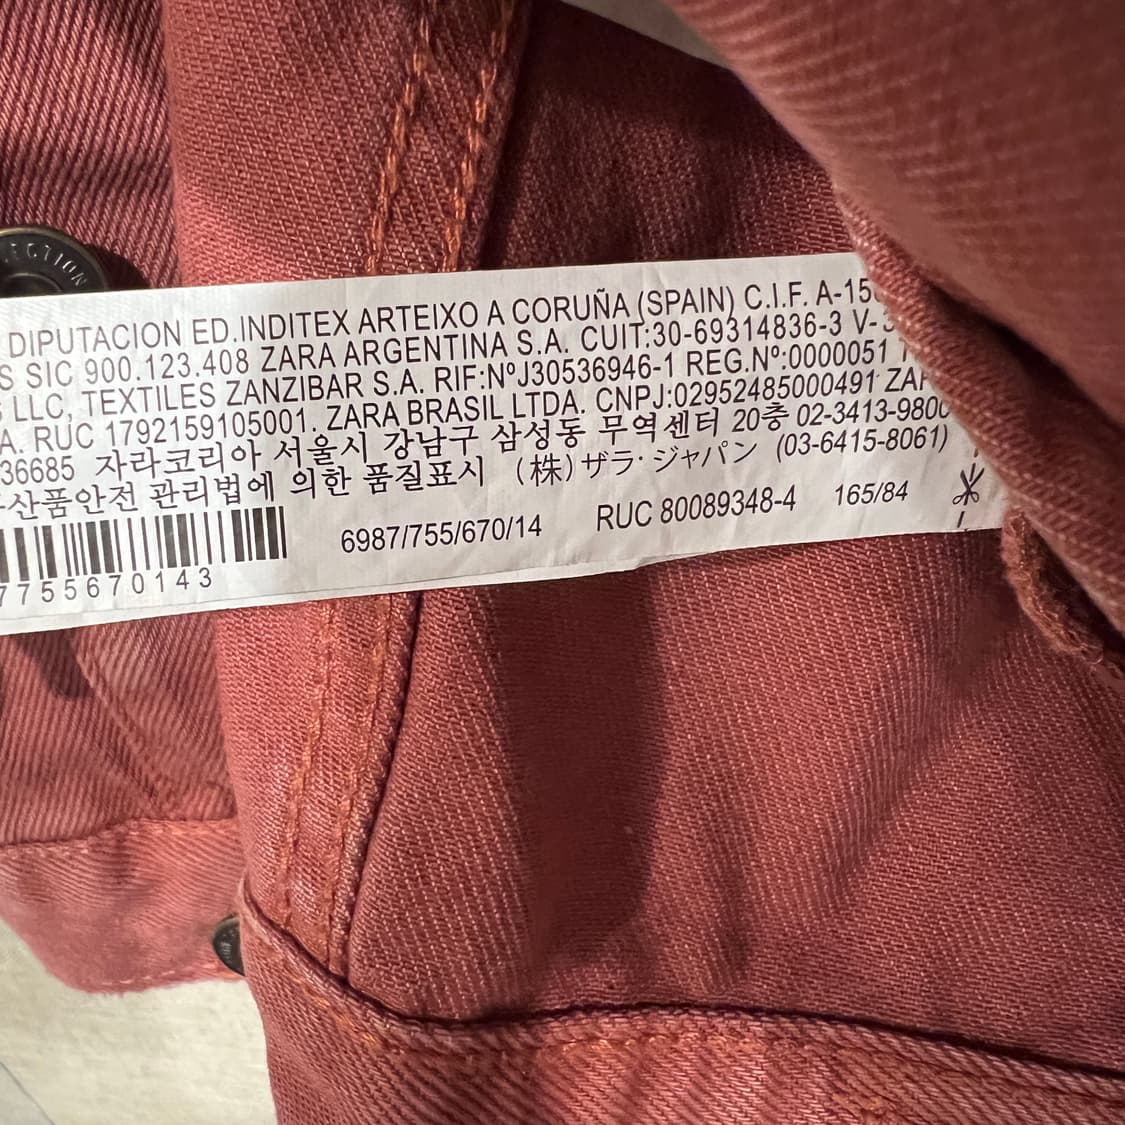 DIPUTACION ED.INDITEX ARTEIXO A CORUÑA (SPAIN) C.I.F.
SIC 900.123.408 ZARA ARGENTINA S.A. CUIT:30-69314836-3
LLC, TEXTILES ZANZIBAR S.A. RIF:NºJ30536946-1 REG.Nº:0000051
RUC 1792159105001. ZARA BRASIL LTDA. CNPJ:02952485000491
36685 자라코리아 서울시 강남구 삼성동 무역센터 20층 02-3413-9800
산품안전 관리법에 의한 품질표시 (株)ザラ・ジャパン (03-6415-8061)
6987/755/670/14 RUC 80089348-4 165/84
7755670143